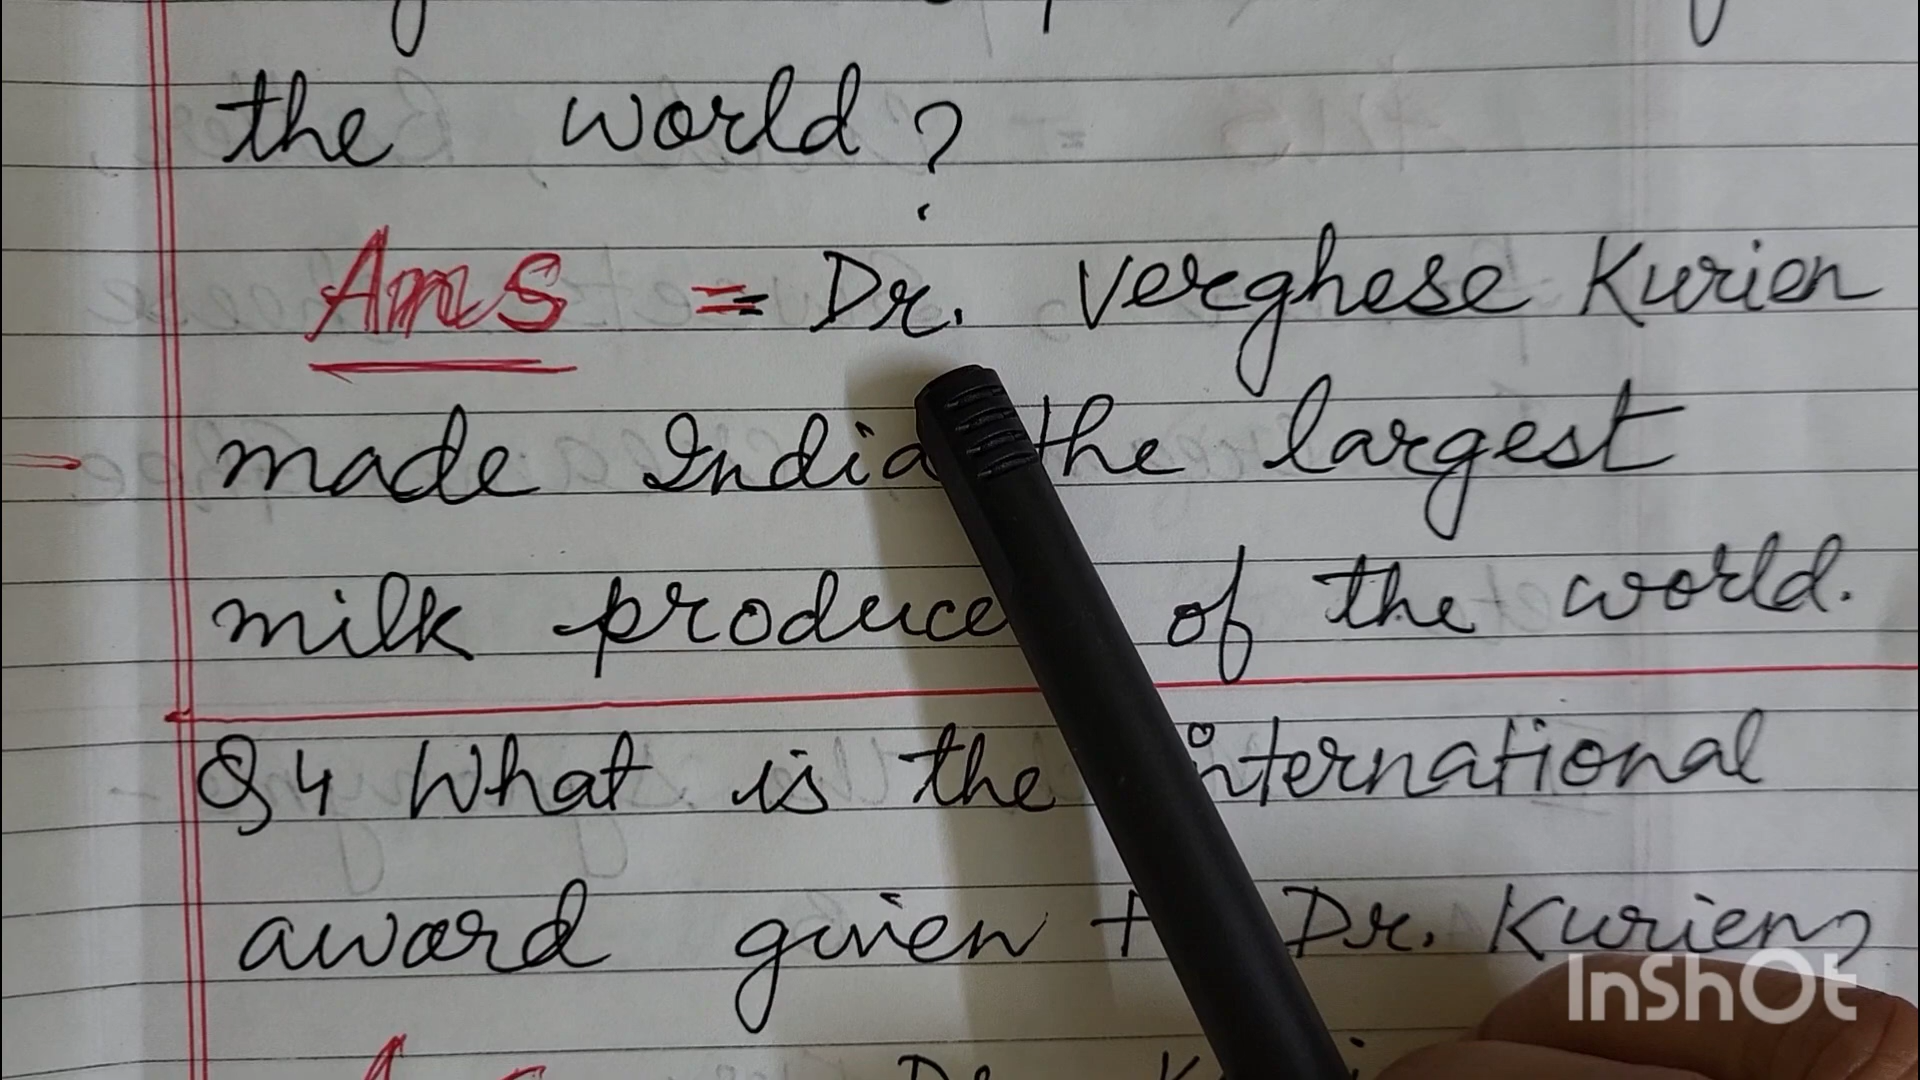 the world?
Ans = Dr. Verghese Kurien
made India the largest
milk produce of the world.
Q4 What is the international
award given Dr. Kurien?
InShOt